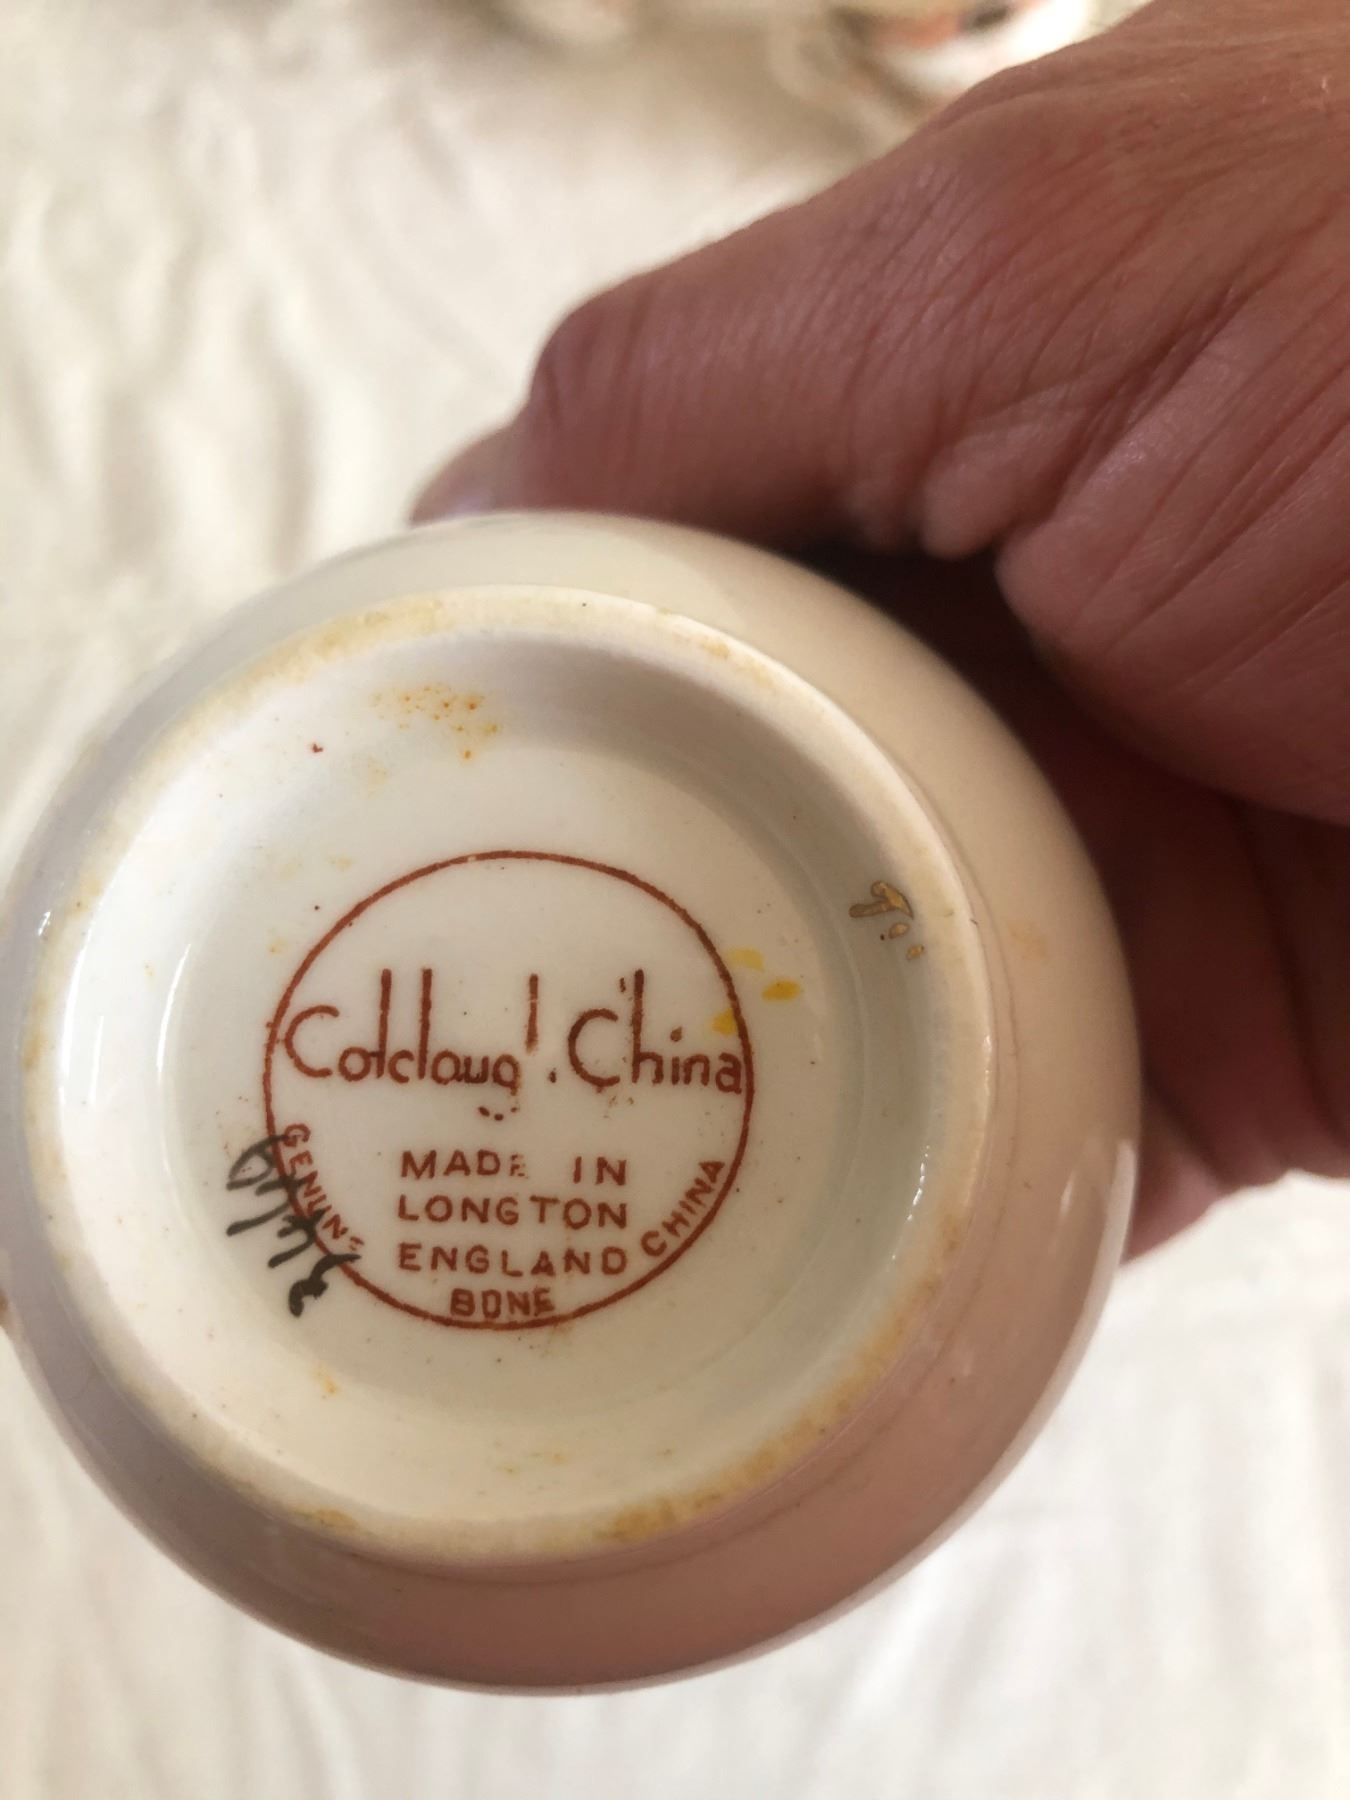 Colclough China
MADE IN
LONGTON
ENGLAND
GENUINE BONE CHINA